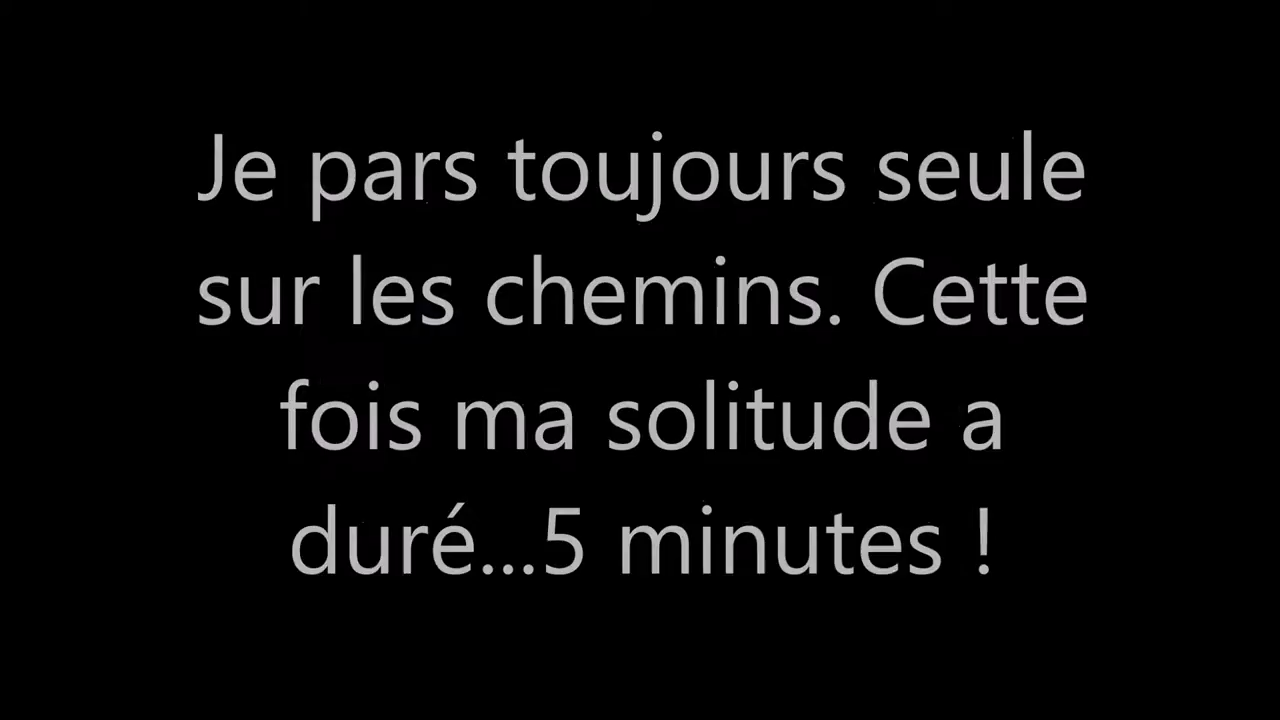 Je pars toujours seule
sur les chemins. Cette
fois ma solitude a
duré...5 minutes !